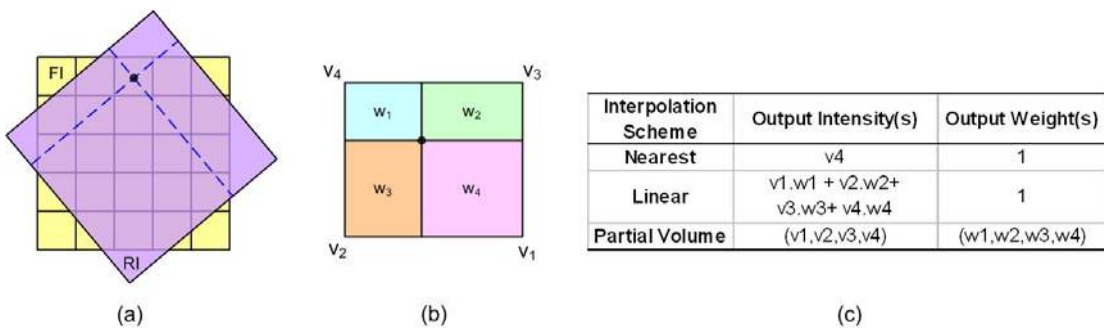 FI
RI
(a)
v4 v3
w1 w2
w3 w4
v2 v1
(b)
Interpolation Scheme Output Intensity(s) Output Weight(s)
Nearest v4 1
Linear v1.w1 + v2.w2+ 1
v3.w3+ v4.w4
Partial Volume (v1,v2,v3,v4) (w1,w2,w3,w4)
(c)